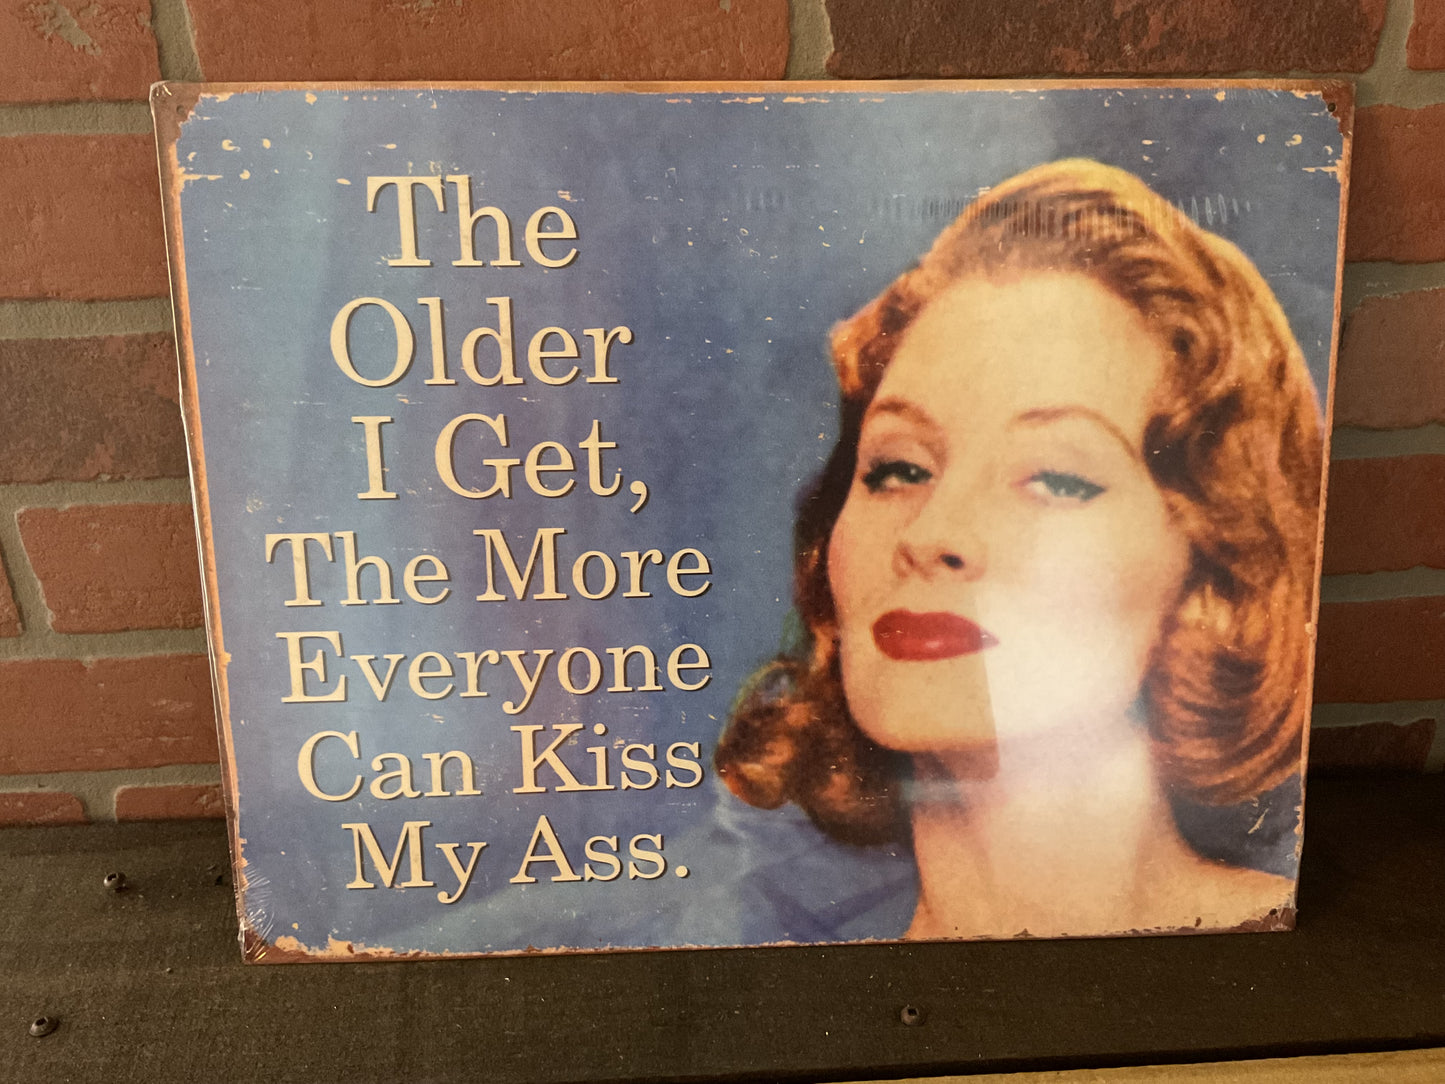 The
Older
I Get,
The More
Everyone
Can Kiss
My Ass.